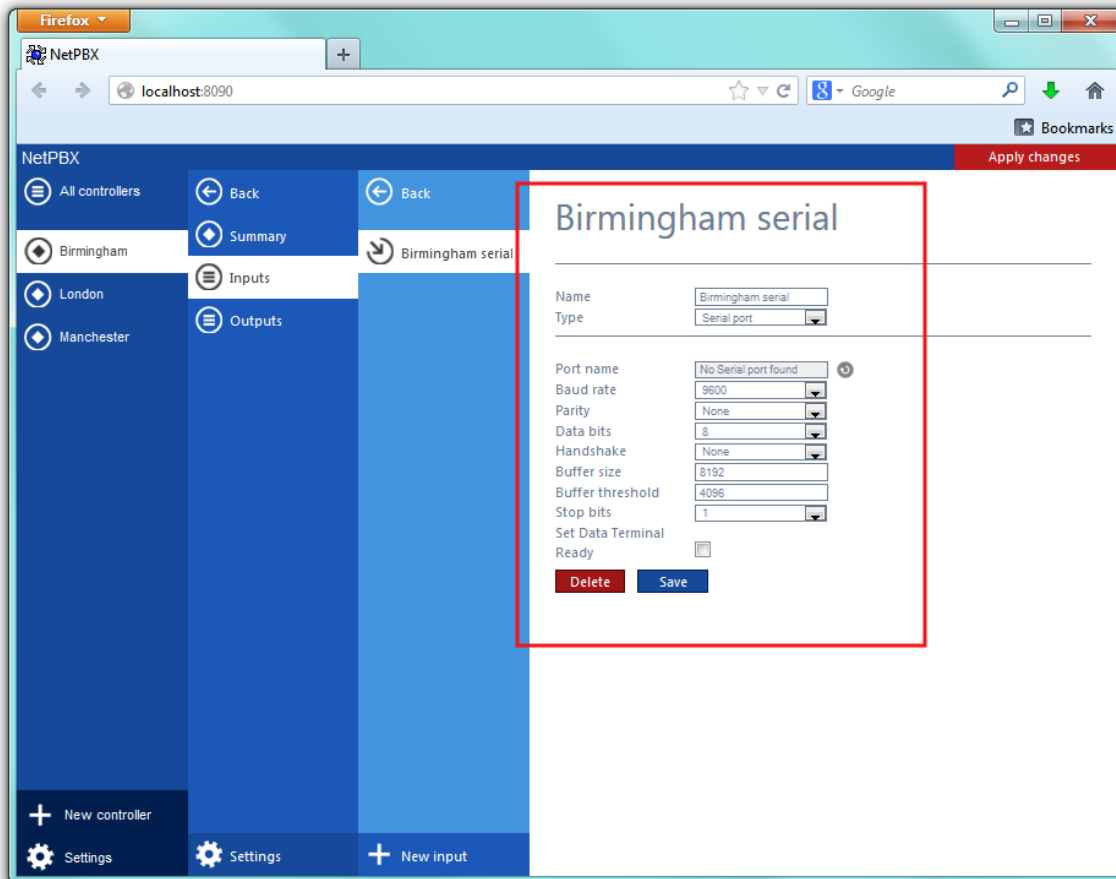 Firefox
NetPBX
localhost:8090
Google
Bookmarks
NetPBX
Apply changes
All controllers
Birmingham
London
Manchester
New controller
Settings
Back
Summary
Inputs
Outputs
Settings
Back
Birmingham serial
New input
Birmingham serial
Name Birmingham serial
Type Serial port
Port name No Serial port found
Baud rate 9600
Parity None
Data bits 8
Handshake None
Buffer size 8192
Buffer threshold 4096
Stop bits 1
Set Data Terminal
Ready
Delete Save